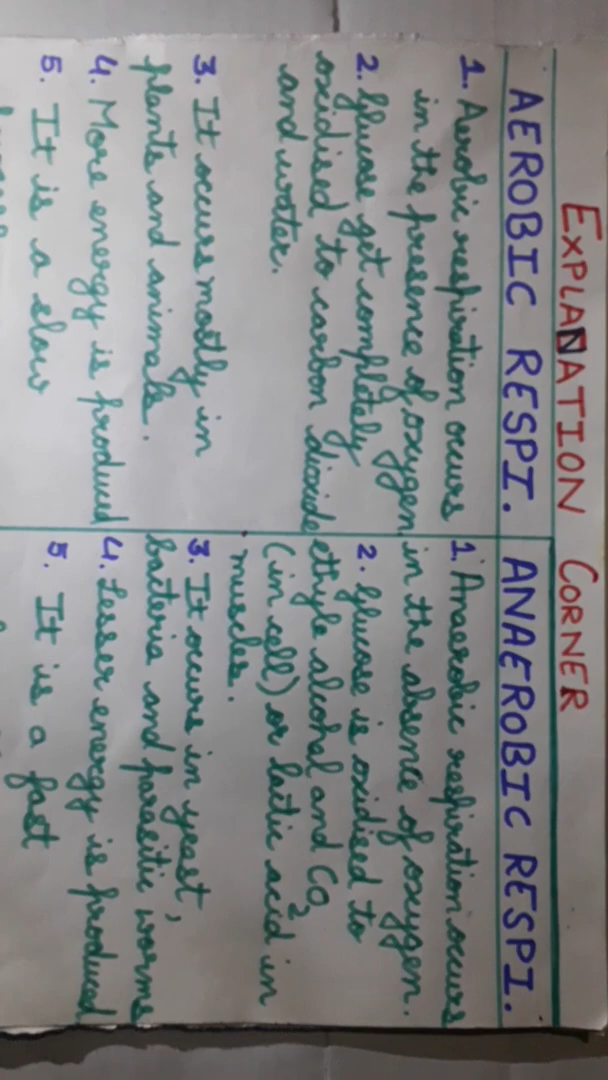 EXPLANATION CORNER
AEROBIC RESPI.
1. Aerobic respiration occurs
in the presence of oxygen.
2. Glucose get completely
oxidised to carbon dioxide
and water.
3. It occurs mostly in
plants and animals.
4. More energy is produced
5. It is a slow
ANAEROBIC RESPI.
1. Anaerobic respiration occurs
in the absence of oxygen.
2. Glucose is oxidised to
ethyle alcohal and CO2
(in cell) or lactic acid in
muscles.
3. It occurs in yeast,
bacteria and parasitic worms
4. Lesser energy is produced
5. It is a fast